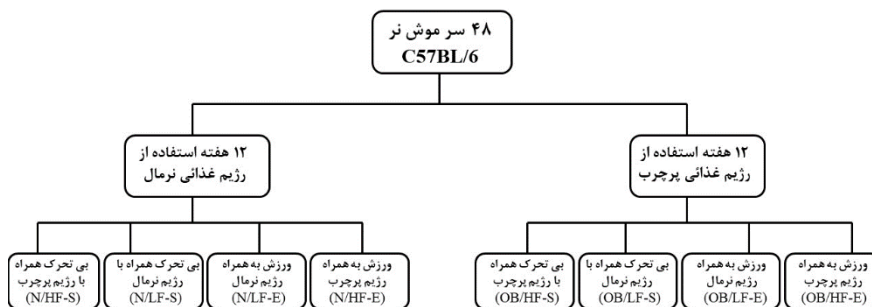 ۴۸ سر موش نر
C57BL/6
۱۲ هفته استفاده از
رژیم غذائی پرچرب
۱۲ هفته استفاده از
رژیم غذائی نرمال
ورزش به همراه
رژیم پرچرب
(OB/HF-E)
ورزش به همراه
رژیم نرمال
(OB/LF-E)
بی تحرک همراه با
رژیم نرمال
(OB/LF-S)
بی تحرک همراه
با رژیم پرچرب
(OB/HF-S)
ورزش به همراه
رژیم پرچرب
(N/HF-E)
ورزش به همراه
رژیم نرمال
(N/LF-E)
بی تحرک همراه با
رژیم نرمال
(N/LF-S)
بی تحرک همراه
با رژیم پرچرب
(N/HF-S)